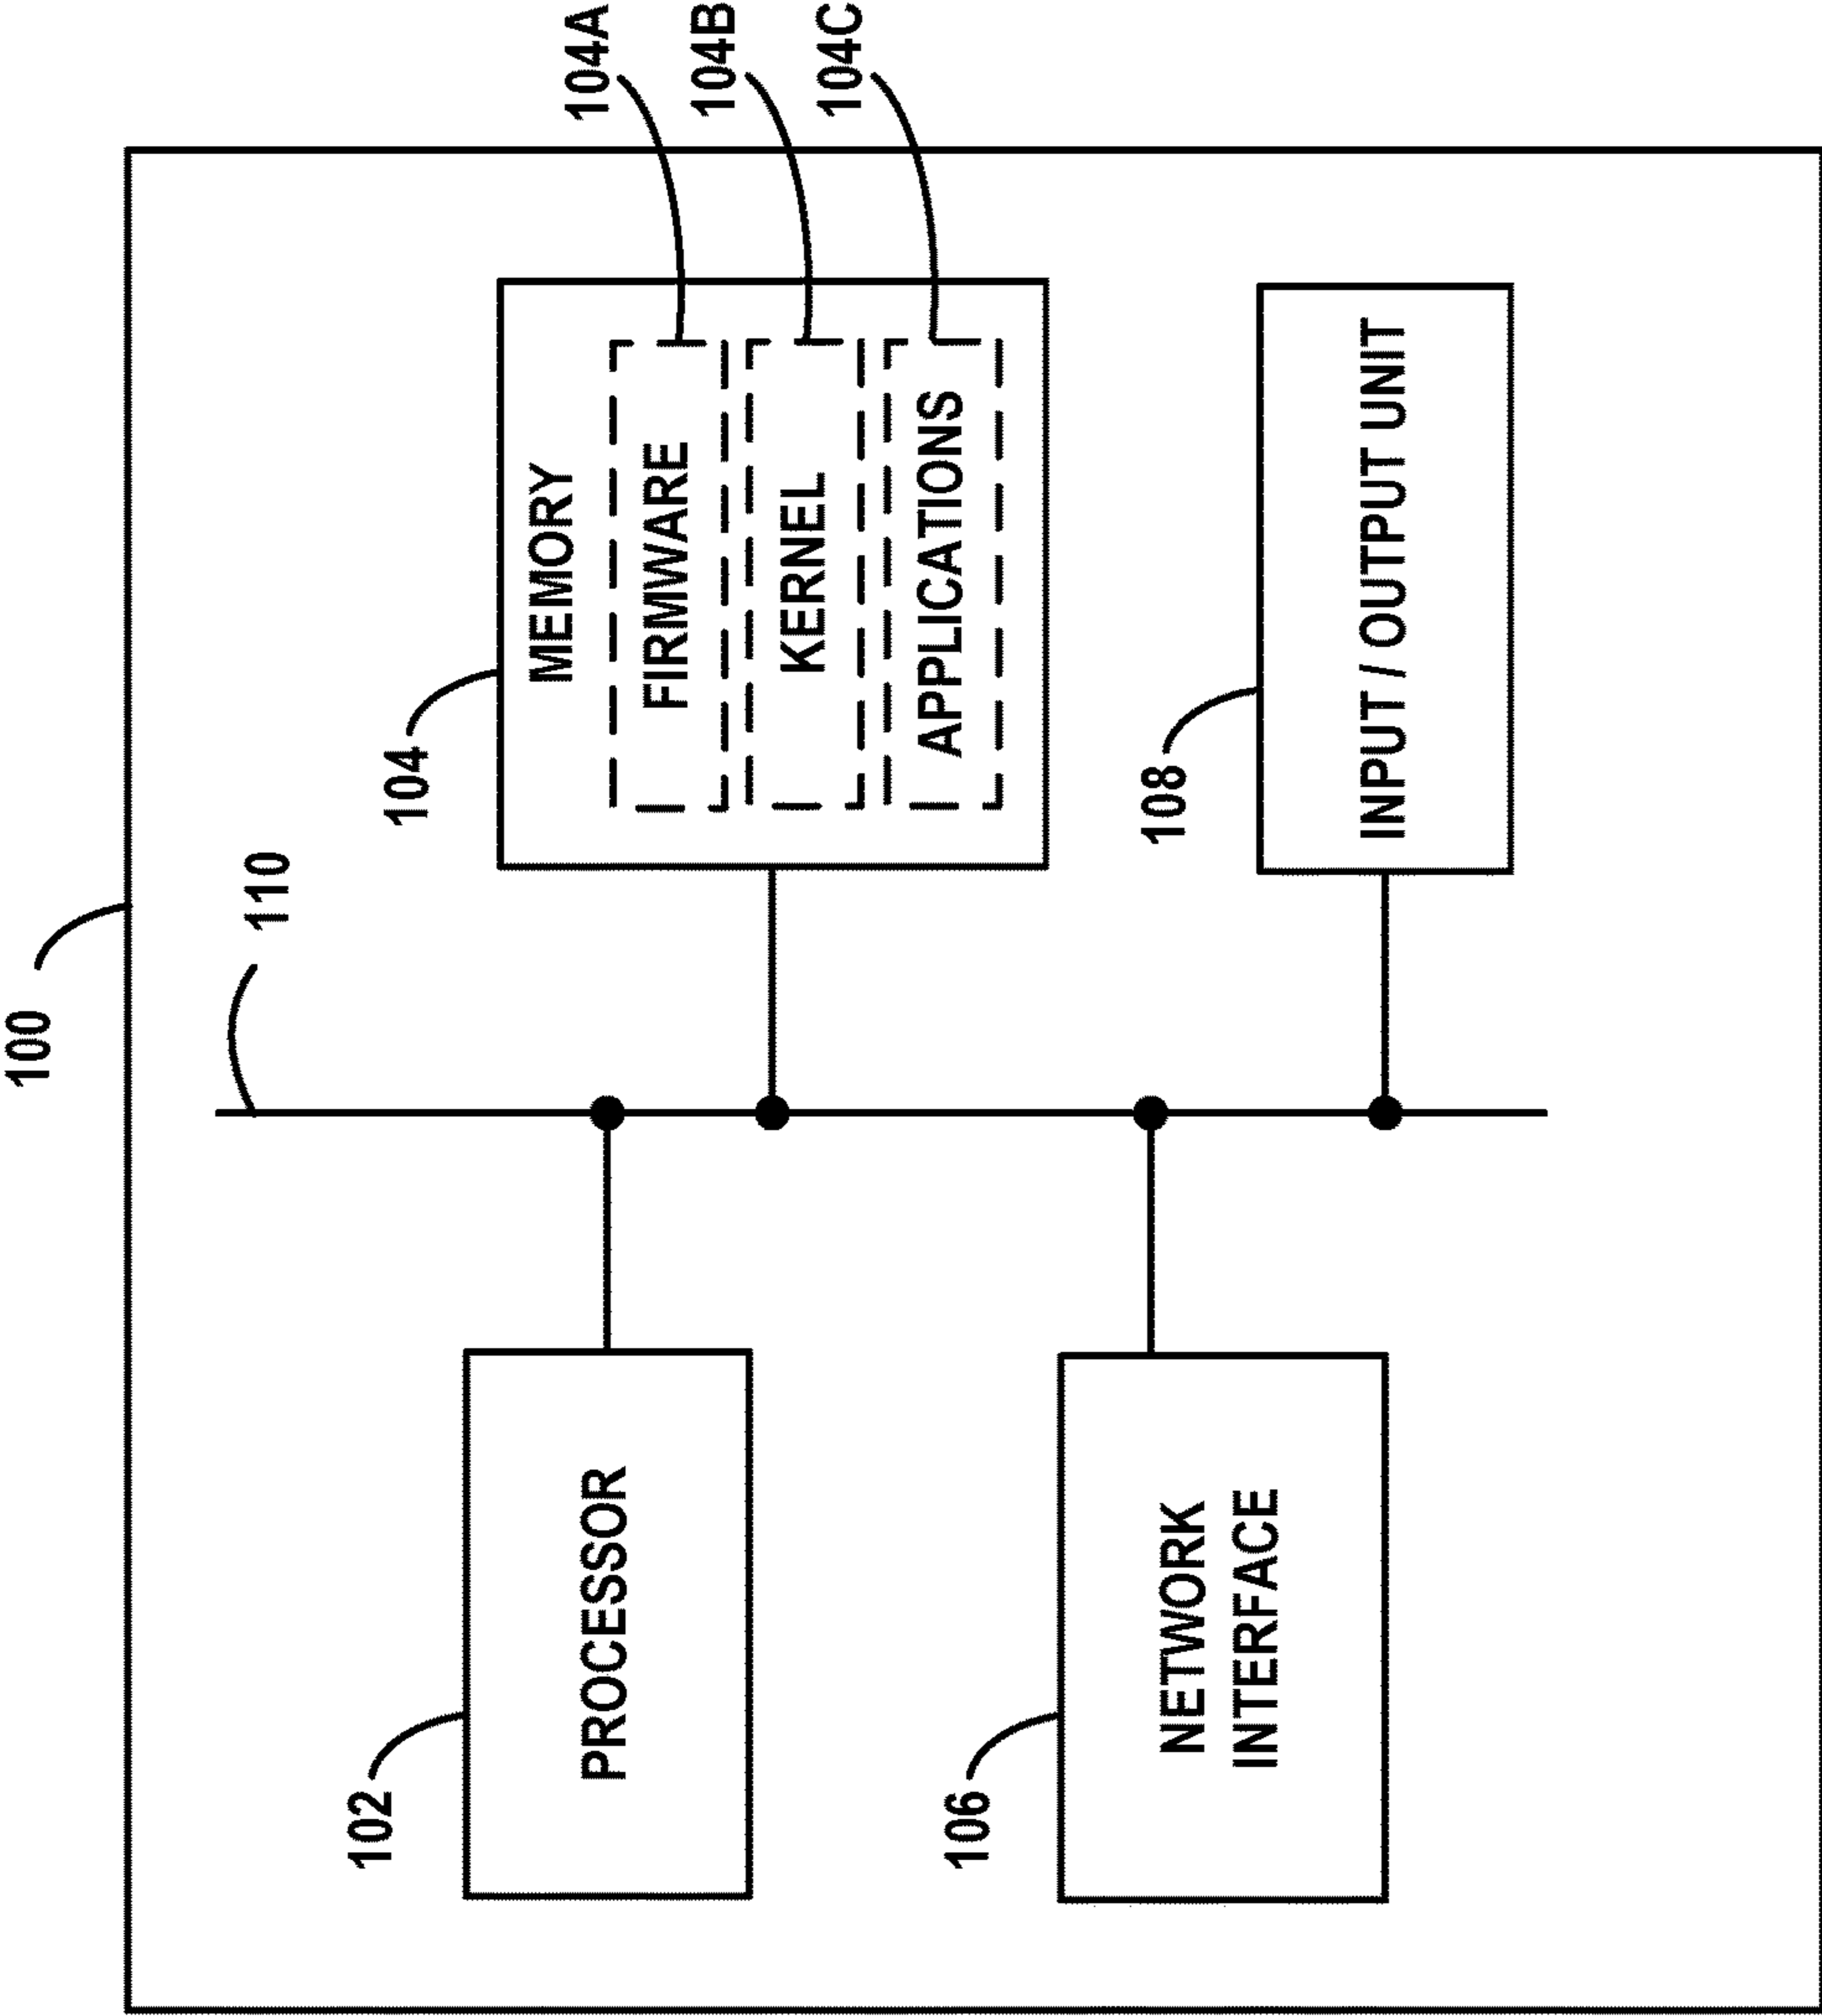 100
110
102
PROCESSOR
104
MEMORY
FIRMWARE
104A
KERNEL
104B
APPLICATIONS
104C
106
NETWORK
INTERFACE
108
INPUT / OUTPUT UNIT